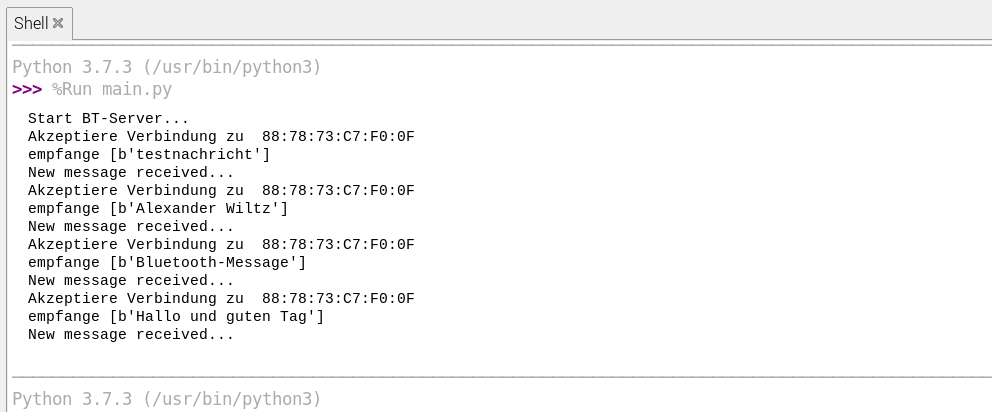 Shell
Python 3.7.3 (/usr/bin/python3)
>>> %Run main.py
Start BT-Server...
Akzeptiere Verbindung zu  88:78:73:C7:F0:0F
empfange [b'testnachricht']
New message received...
Akzeptiere Verbindung zu  88:78:73:C7:F0:0F
empfange [b'Alexander Wiltz']
New message received...
Akzeptiere Verbindung zu  88:78:73:C7:F0:0F
empfange [b'Bluetooth-Message']
New message received...
Akzeptiere Verbindung zu  88:78:73:C7:F0:0F
empfange [b'Hallo und guten Tag']
New message received...
Python 3.7.3 (/usr/bin/python3)